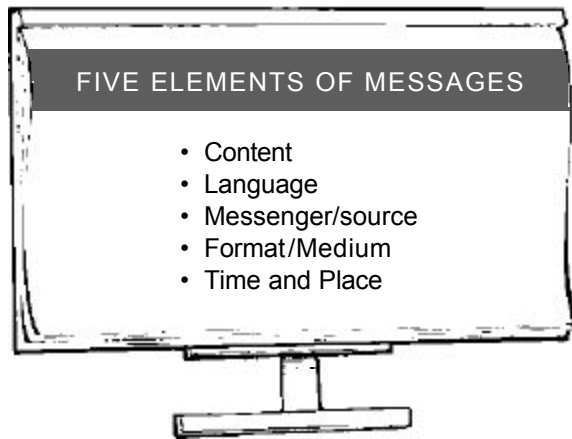 FIVE ELEMENTS OF MESSAGES
• Content
• Language
• Messenger/source
• Format/Medium
• Time and Place